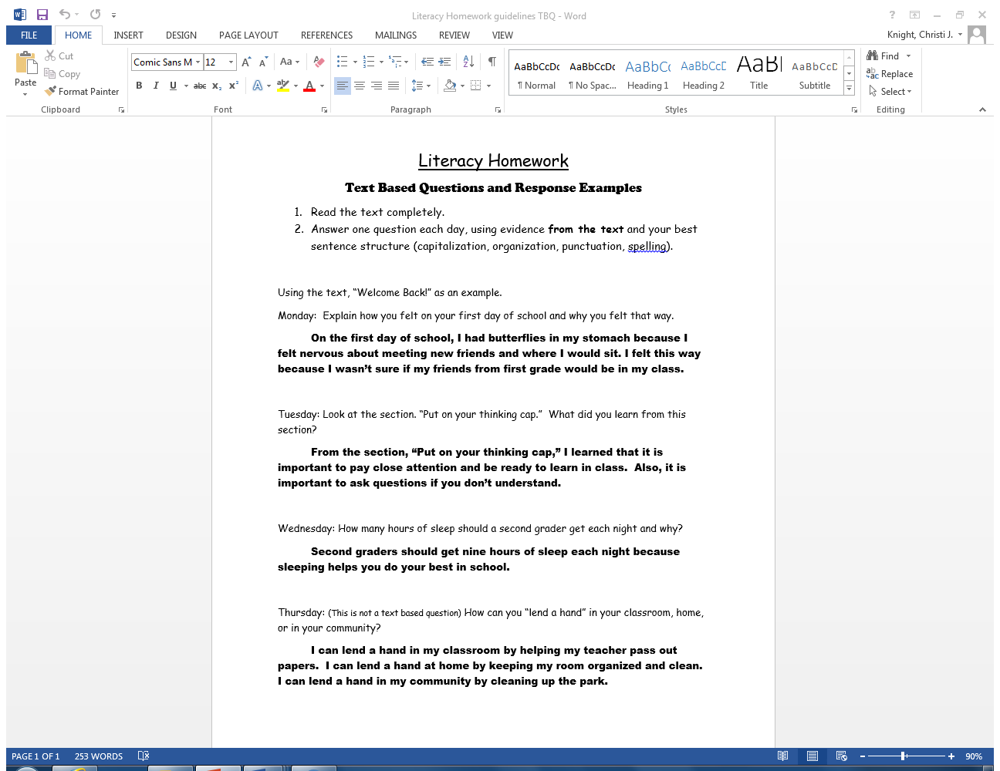 Literacy Homework guidelines TBQ - Word
?
FILE HOME INSERT DESIGN PAGE LAYOUT REFERENCES MAILINGS REVIEW VIEW Knight, Christi J.
Paste
Cut
Copy
Format Painter
Clipboard
Comic Sans M 12 A A Aa A
B I U abc x₂ x² A ab A
Font
A Z ¶
Paragraph
AaBbCcDc AaBbCcDc AaBbC( AaBbCcD AaBl AaBbCcD
¶ Normal ¶ No Spac... Heading 1 Heading 2 Title Subtitle
Styles
Find
Replace
Select
Editing
Literacy Homework
Text Based Questions and Response Examples
1. Read the text completely.
2. Answer one question each day, using evidence from the text and your best
sentence structure (capitalization, organization, punctuation, spelling).
Using the text, “Welcome Back!” as an example.
Monday: Explain how you felt on your first day of school and why you felt that way.
On the first day of school, I had butterflies in my stomach because I
felt nervous about meeting new friends and where I would sit. I felt this way
because I wasn’t sure if my friends from first grade would be in my class.
Tuesday: Look at the section. “Put on your thinking cap.” What did you learn from this
section?
From the section, “Put on your thinking cap,” I learned that it is
important to pay close attention and be ready to learn in class. Also, it is
important to ask questions if you don’t understand.
Wednesday: How many hours of sleep should a second grader get each night and why?
Second graders should get nine hours of sleep each night because
sleeping helps you do your best in school.
Thursday: (This is not a text based question) How can you “lend a hand” in your classroom, home,
or in your community?
I can lend a hand in my classroom by helping my teacher pass out
papers. I can lend a hand at home by keeping my room organized and clean.
I can lend a hand in my community by cleaning up the park.
PAGE 1 OF 1 253 WORDS 90%